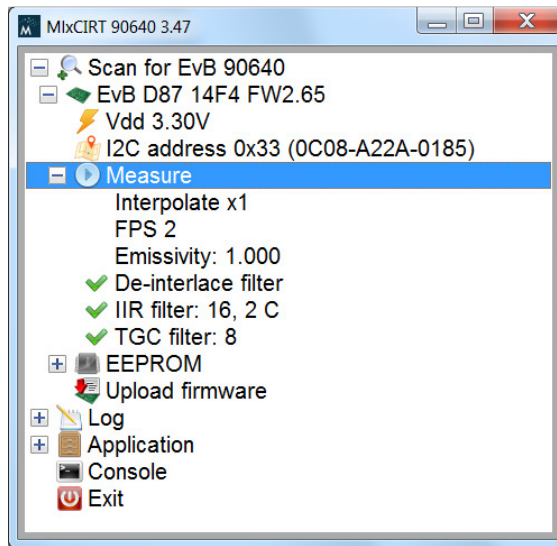 MlxCIRT 90640 3.47
Scan for EvB 90640
EvB D87 14F4 FW2.65
Vdd 3.30V
I2C address 0x33 (0C08-A22A-0185)
Measure
Interpolate x1
FPS 2
Emissivity: 1.000
De-interlace filter
IIR filter: 16, 2 C
TGC filter: 8
EEPROM
Upload firmware
Log
Application
Console
Exit